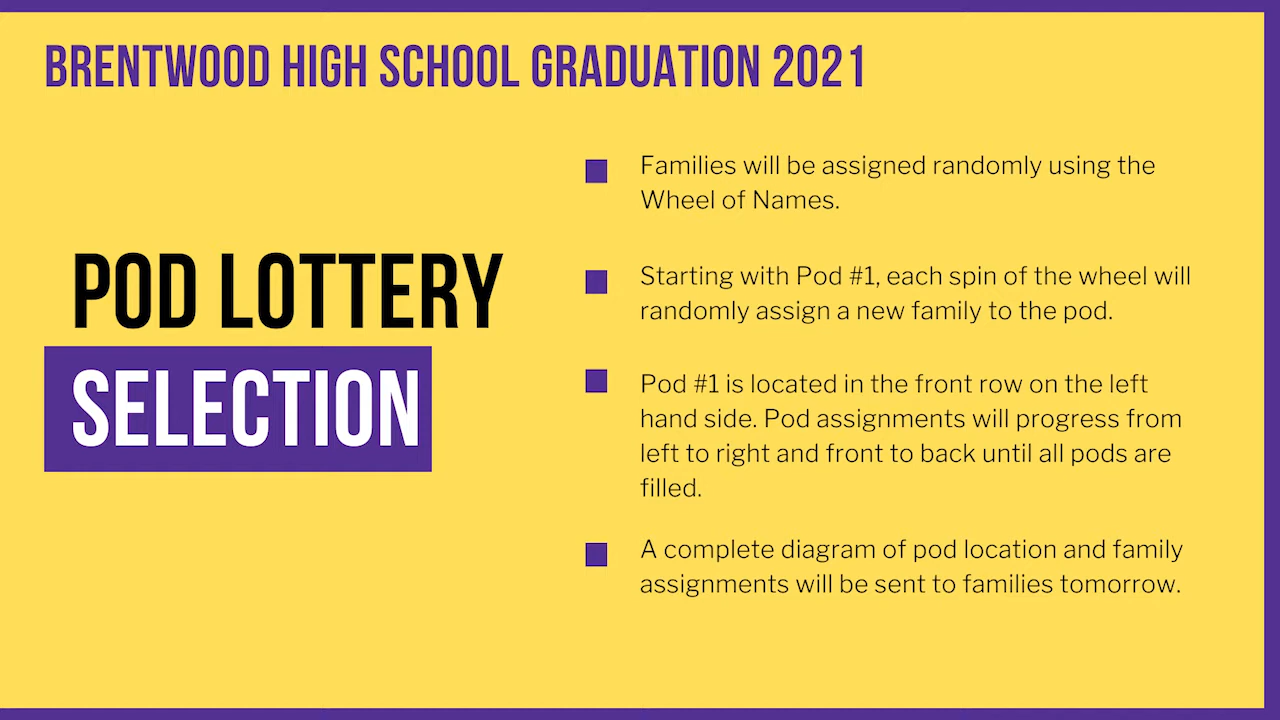 BRENTWOOD HIGH SCHOOL GRADUATION 2021
POD LOTTERY
SELECTION
Families will be assigned randomly using the
Wheel of Names.
Starting with Pod #1, each spin of the wheel will
randomly assign a new family to the pod.
Pod #1 is located in the front row on the left
hand side. Pod assignments will progress from
left to right and front to back until all pods are
filled.
A complete diagram of pod location and family
assignments will be sent to families tomorrow.